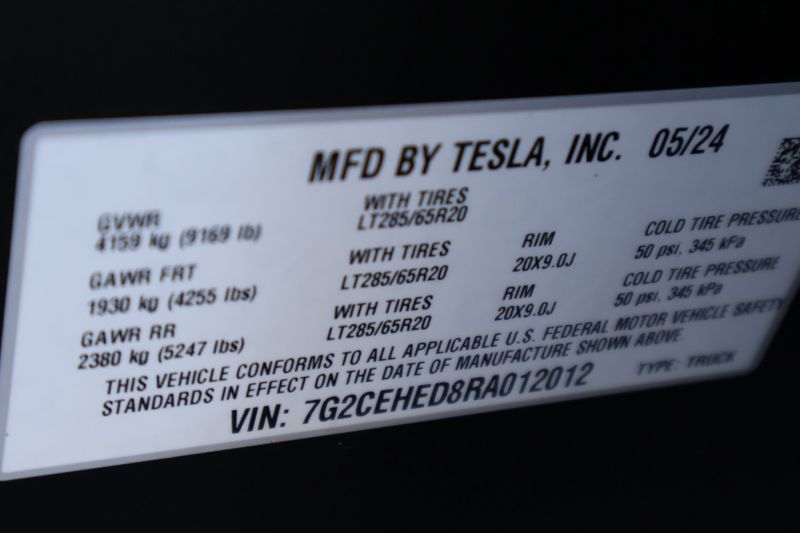 MFD BY TESLA, INC. 05/24
GVWR WITH TIRES
4159 kg (9169 lb) LT285/65R20
GAWR FRT WITH TIRES RIM COLD TIRE PRESSURE
1930 kg (4255 lbs) LT285/65R20 20X9.0J 50 psi, 345 kPa
GAWR RR WITH TIRES RIM COLD TIRE PRESSURE
2380 kg (5247 lbs) LT285/65R20 20X9.0J 50 psi, 345 kPa
THIS VEHICLE CONFORMS TO ALL APPLICABLE U.S. FEDERAL MOTOR VEHICLE SAFETY
STANDARDS IN EFFECT ON THE DATE OF MANUFACTURE SHOWN ABOVE.
VIN: 7G2CEHED8RA012012 TYPE: TRUCK